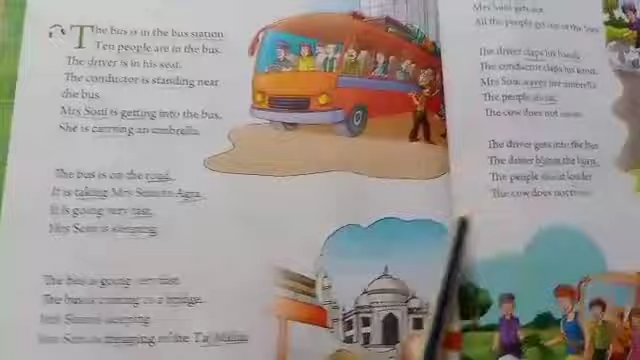 The bus is in the bus station.
Ten people are in the bus.
The driver is in his seat.
The conductor is standing near
the bus.
Mrs Soni is getting into the bus.
She is carrying an umbrella.
The bus is on the road.
It is taking Mrs Soni to Agra.
It is going very fast.
Mrs Soni is sleeping.
The bus is going very fast.
The bus is coming to a bridge.
Mrs Soni is sleeping.
Mrs Soni is dreaming of the Taj Mahal.
Mrs Soni gets out.
All the people get out of the bus.
The driver claps his hands.
The conductor claps his hands.
Mrs Soni waves her umbrella.
The people shout.
The cow does not move.
The driver gets into the bus.
The driver blows the horn.
The people shout louder.
The cow does not move.